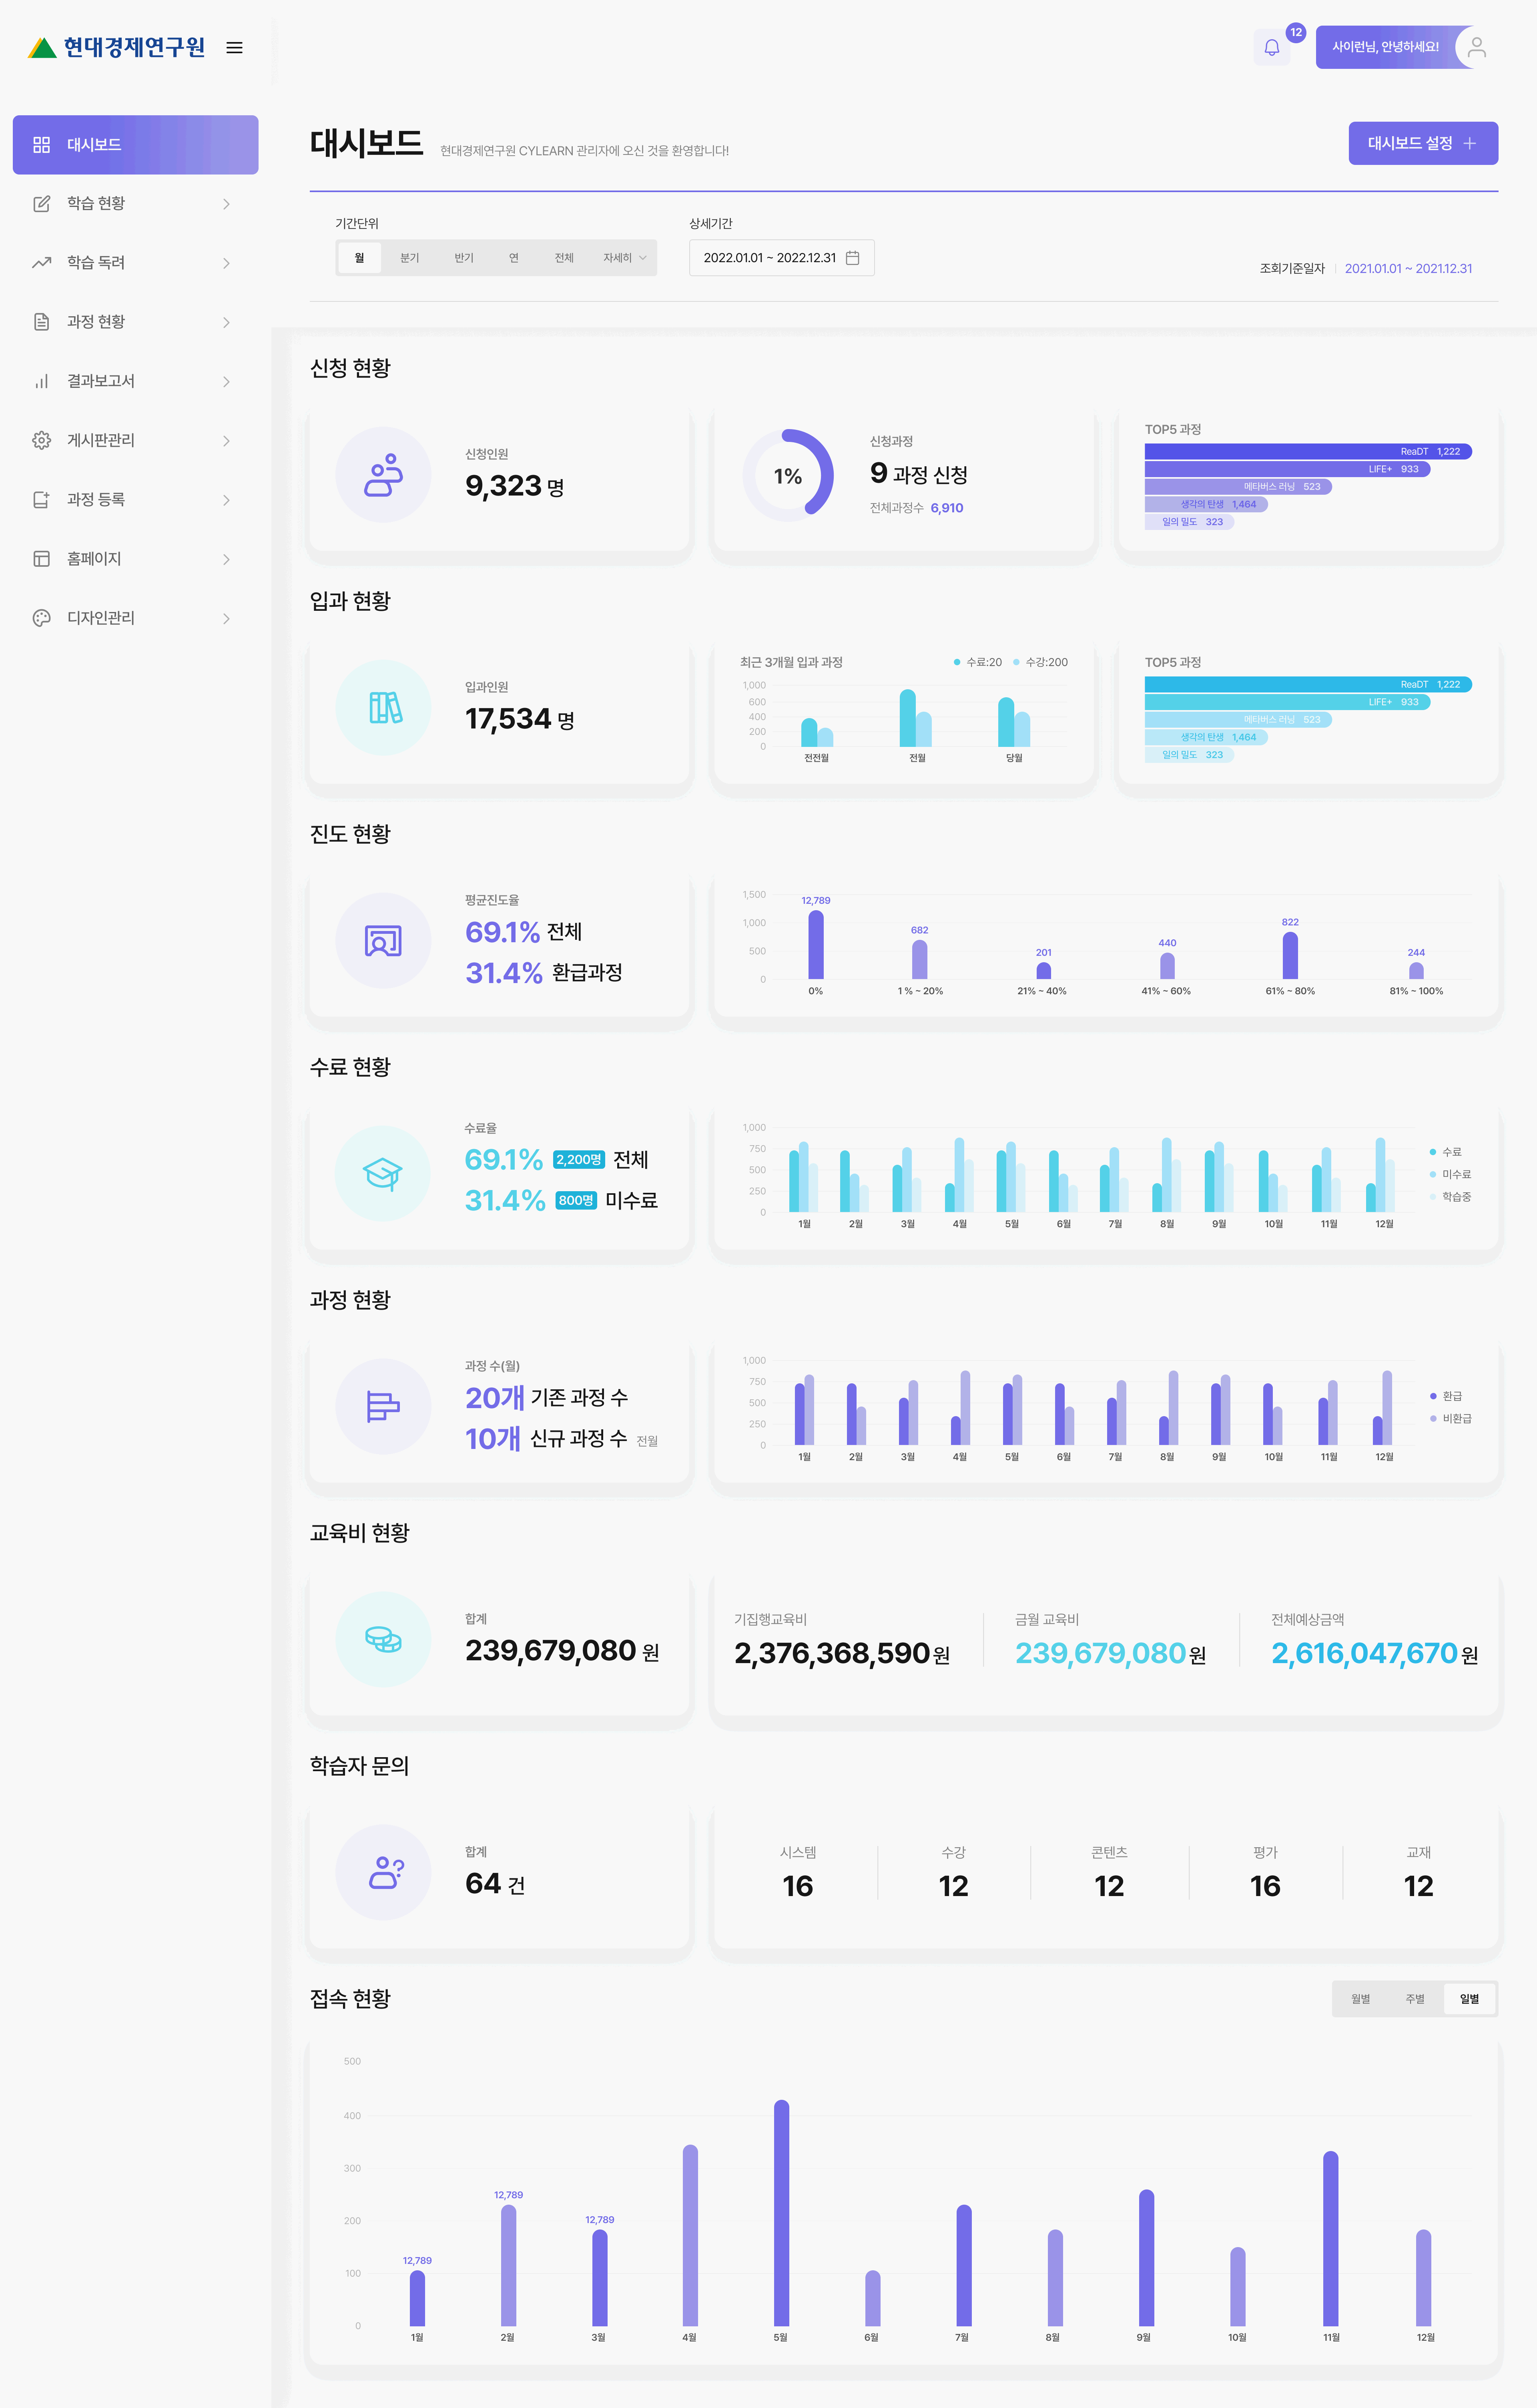 현대경제연구원
12
사이런님, 안녕하세요!
대시보드
학습 현황
학습 독려
과정 현황
결과보고서
게시판관리
과정 등록
홈페이지
디자인관리
대시보드 현대경제연구원 CYLEARN 관리자에 오신 것을 환영합니다!
대시보드 설정
기간단위
월 분기 반기 연 전체 자세히
상세기간
2022.01.01 ~ 2022.12.31
조회기준일자 2021.01.01 ~ 2021.12.31
신청 현황
신청인원
9,323 명
1%
신청과정
9 과정 신청
전체과정수 6,910
TOP5 과정
ReaDT 1,222
LIFE+ 933
메타버스 러닝 523
생각의 탄생 1,464
일의 밀도 323
입과 현황
입과인원
17,534 명
최근 3개월 입과 과정
수료:20 수강:200
1,000
600
400
200
0
전전월 전월 당월
TOP5 과정
ReaDT 1,222
LIFE+ 933
메타버스 러닝 523
생각의 탄생 1,464
일의 밀도 323
진도 현황
평균진도율
69.1% 전체
31.4% 환급과정
1,500
1,000
500
0
12,789 682 201 440 822 244
0% 1 % ~ 20% 21% ~ 40% 41% ~ 60% 61% ~ 80% 81% ~ 100%
수료 현황
수료율
69.1% 2,200명 전체
31.4% 800명 미수료
1,000
750
500
250
0
1월 2월 3월 4월 5월 6월 7월 8월 9월 10월 11월 12월
수료
미수료
학습중
과정 현황
과정 수(월)
20개 기존 과정 수
10개 신규 과정 수 전월
1,000
750
500
250
0
1월 2월 3월 4월 5월 6월 7월 8월 9월 10월 11월 12월
환급
비환급
교육비 현황
합계
239,679,080 원
기집행교육비
2,376,368,590원
금월 교육비
239,679,080원
전체예상금액
2,616,047,670원
학습자 문의
합계
64 건
시스템
16
수강
12
콘텐츠
12
평가
16
교재
12
접속 현황
월별 주별 일별
500
400
300
200
100
0
12,789 12,789 12,789
1월 2월 3월 4월 5월 6월 7월 8월 9월 10월 11월 12월